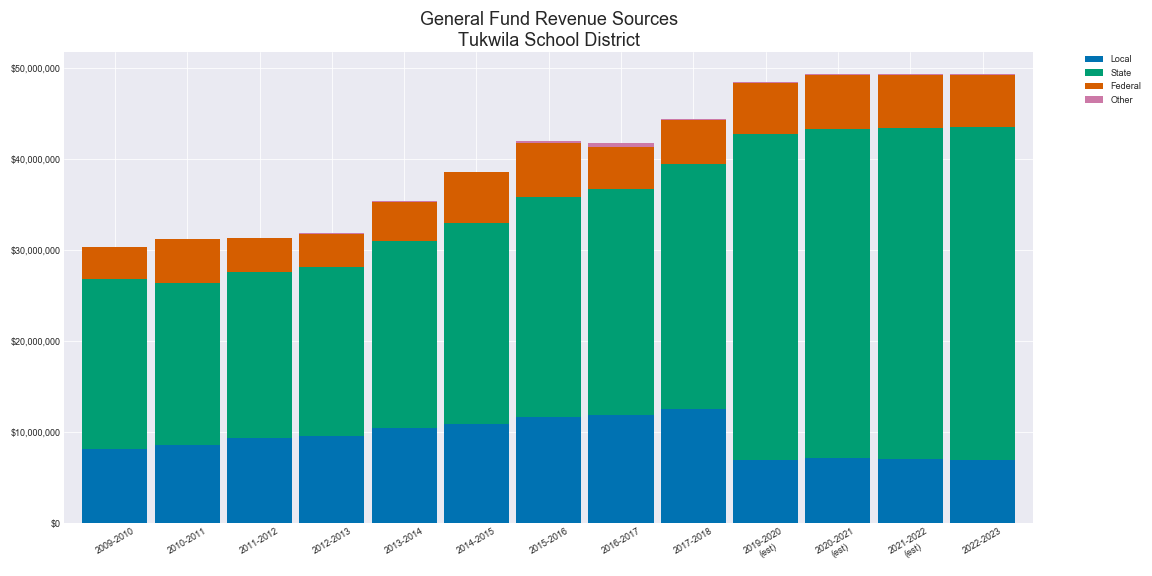 General Fund Revenue Sources
Tukwila School District
Local
State
Federal
Other
$50,000,000
$40,000,000
$30,000,000
$20,000,000
$10,000,000
$0
2009-2010
2010-2011
2011-2012
2012-2013
2013-2014
2014-2015
2015-2016
2016-2017
2017-2018
2019-2020
(est)
2020-2021
(est)
2021-2022
(est)
2022-2023